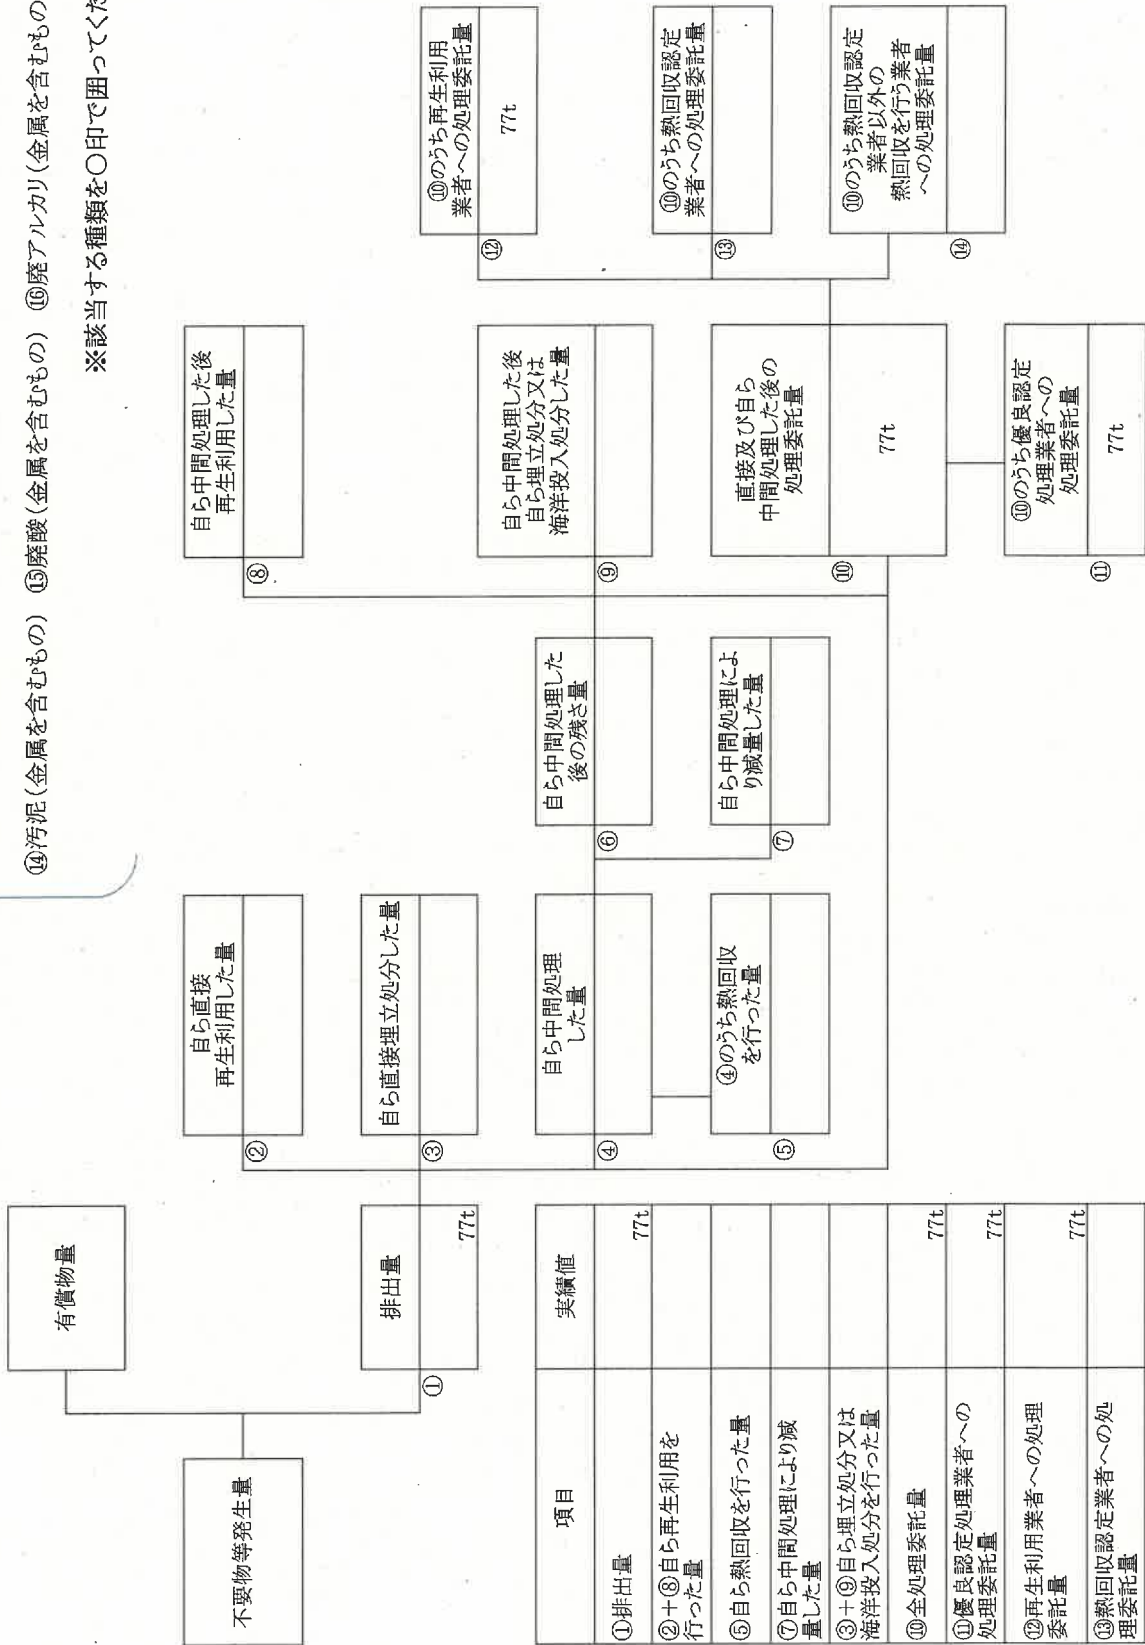 ⑭汚泥(金属を含むもの) ⑮廃酸(金属を含むもの) ⑯廃アルカリ(金属を含むもの
※該当する種類を〇印で囲ってくだ
有償物量
不要物等発生量
排出量
①
77t
自ら直接
再生利用した量
②
自ら直接埋立処分した量
③
自ら中間処理
した量
④
④のうち熱回収
を行った量
⑤
自ら中間処理した
後の残さ量
⑥
自ら中間処理によ
り減量した量
⑦
自ら中間処理した後
再生利用した量
⑧
自ら中間処理した後
自ら埋立処分又は
海洋投入処分した量
⑨
直接及び自ら
中間処理した後の
処理委託量
⑩
77t
⑩のうち優良認定
処理業者への
処理委託量
⑪
77t
⑩のうち再生利用
業者への処理委託量
⑫
77t
⑩のうち熱回収認定
業者への処理委託量
⑬
⑩のうち熱回収認定
業者以外の
熱回収を行う業者
への処理委託量
⑭
項目 実績値
①排出量 77t
②+⑧自ら再生利用を
行った量
⑤自ら熱回収を行った量
⑦自ら中間処理により減
量した量
③+⑨自ら埋立処分又は
海洋投入処分を行った量
⑩全処理委託量 77t
⑪優良認定処理業者への
処理委託量 77t
⑫再生利用業者への処理
委託量 77t
⑬熱回収認定業者への処
理委託量